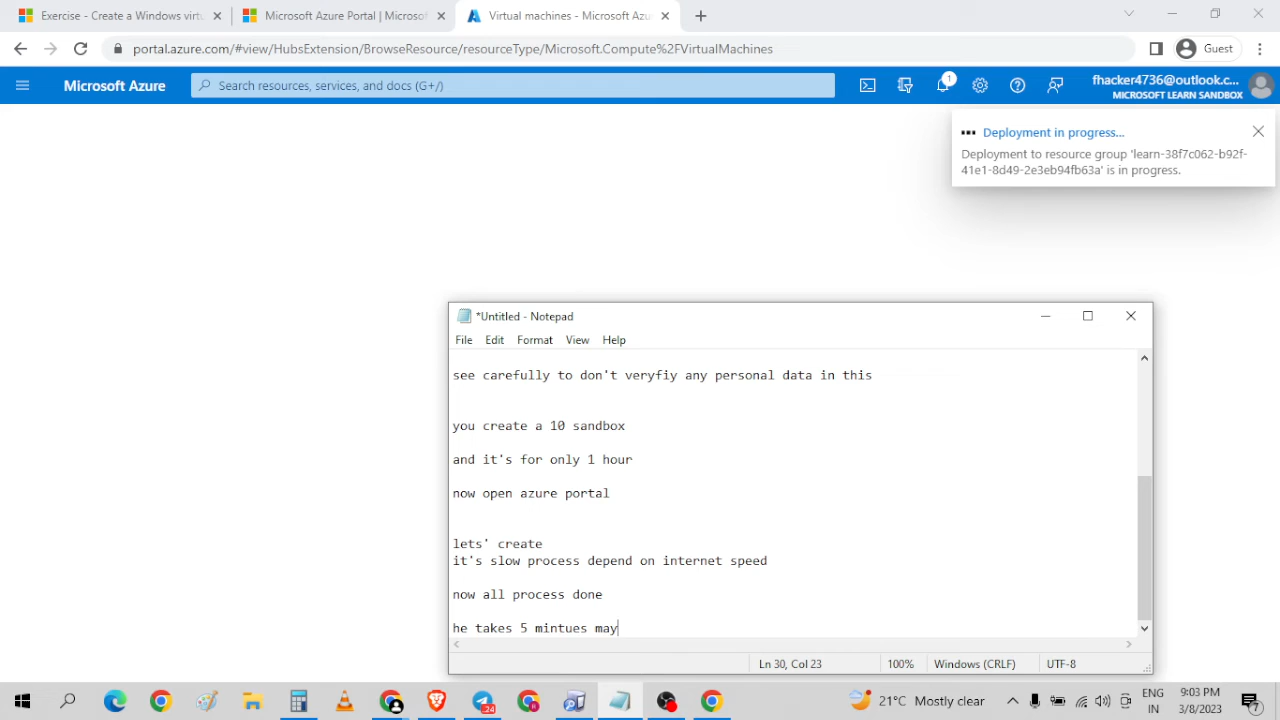 Exercise - Create a Windows virtu
Microsoft Azure Portal | Microsof
Virtual machines - Microsoft Azu
portal.azure.com/#view/HubsExtension/BrowseResource/resourceType/Microsoft.Compute%2FVirtualMachines
Guest
Microsoft Azure
Search resources, services, and docs (G+/)
1
fhacker4736@outlook.c...
MICROSOFT LEARN SANDBOX
Deployment in progress...
Deployment to resource group 'learn-38f7c062-b92f-
41e1-8d49-2e3eb94fb63a' is in progress.
*Untitled - Notepad
File Edit Format View Help
see carefully to don't veryfiy any personal data in this
you create a 10 sandbox
and it's for only 1 hour
now open azure portal
lets' create
it's slow process depend on internet speed
now all process done
he takes 5 mintues may
Ln 30, Col 23
100%
Windows (CRLF)
UTF-8
24
21°C Mostly clear
ENG
IN
9:03 PM
3/8/2023
7